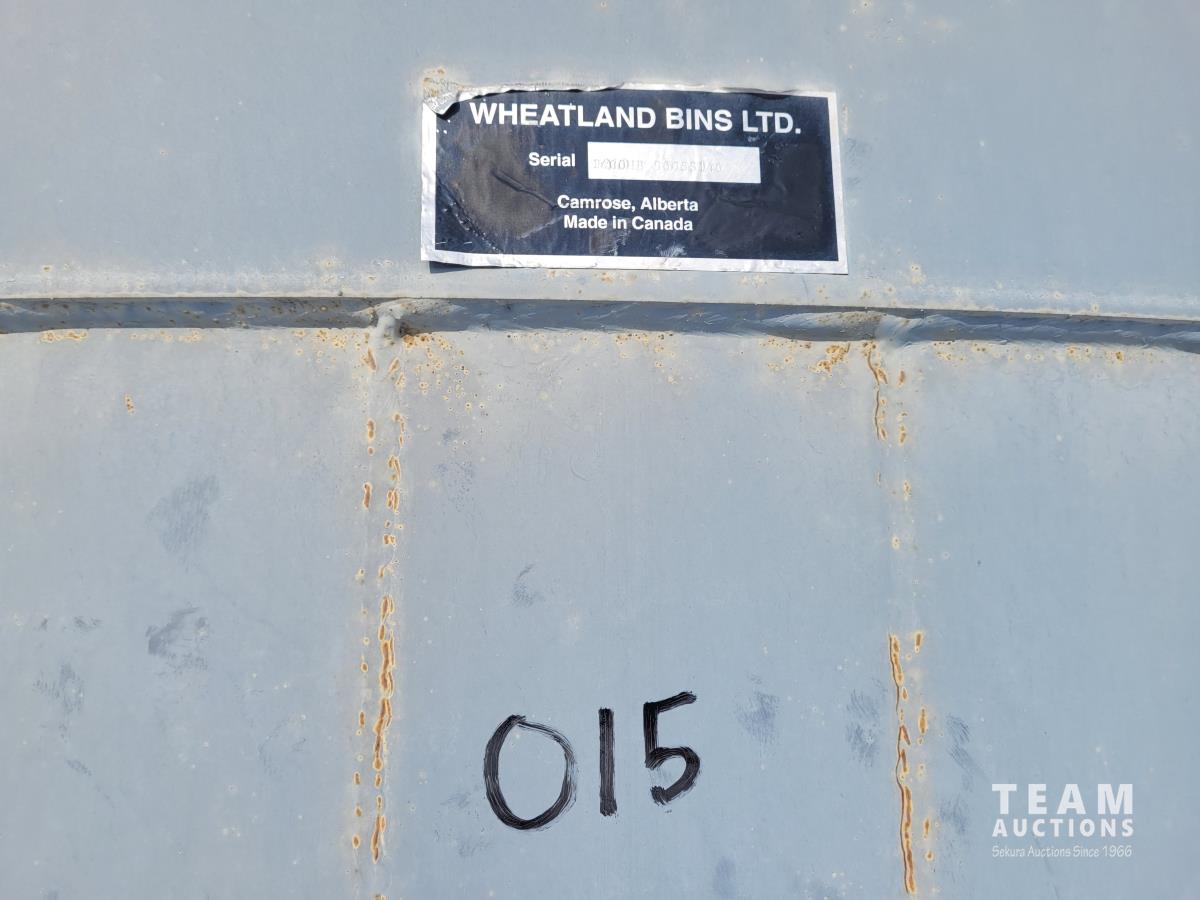 WHEATLAND BINS LTD.
Serial
Camrose, Alberta
Made in Canada
015
TEAM
AUCTIONS
Sekura Auctions Since 1966